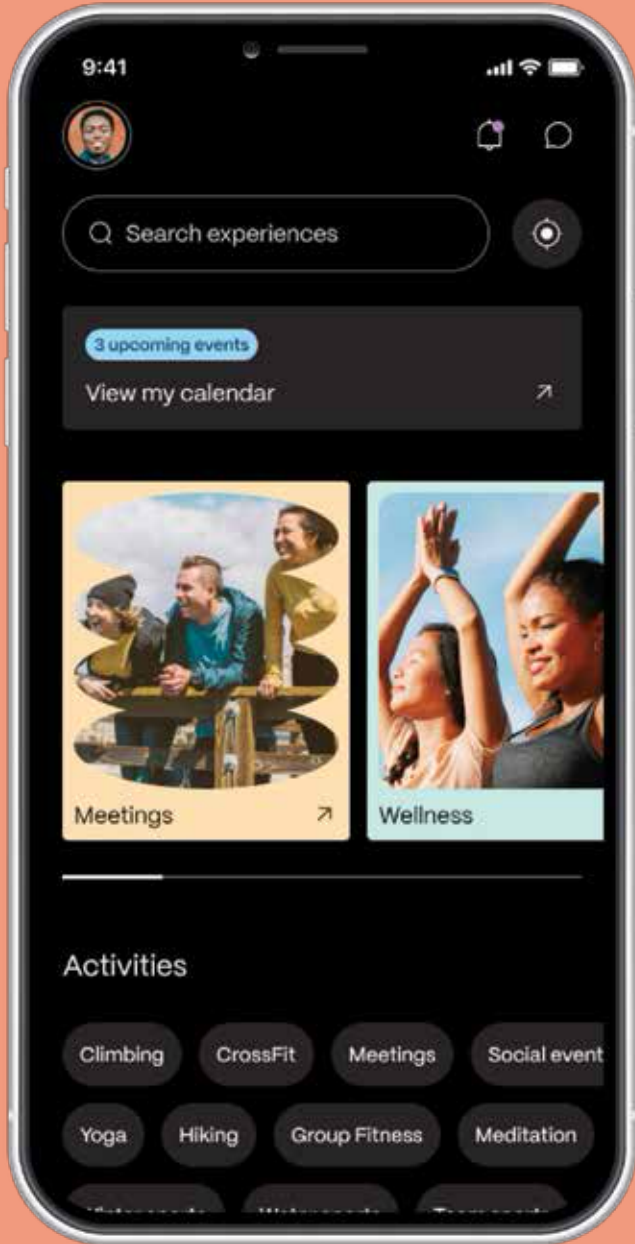 9:41
Search experiences
3 upcoming events
View my calendar
Meetings
Wellness
Activities
Climbing CrossFit Meetings Social event
Yoga Hiking Group Fitness Meditation